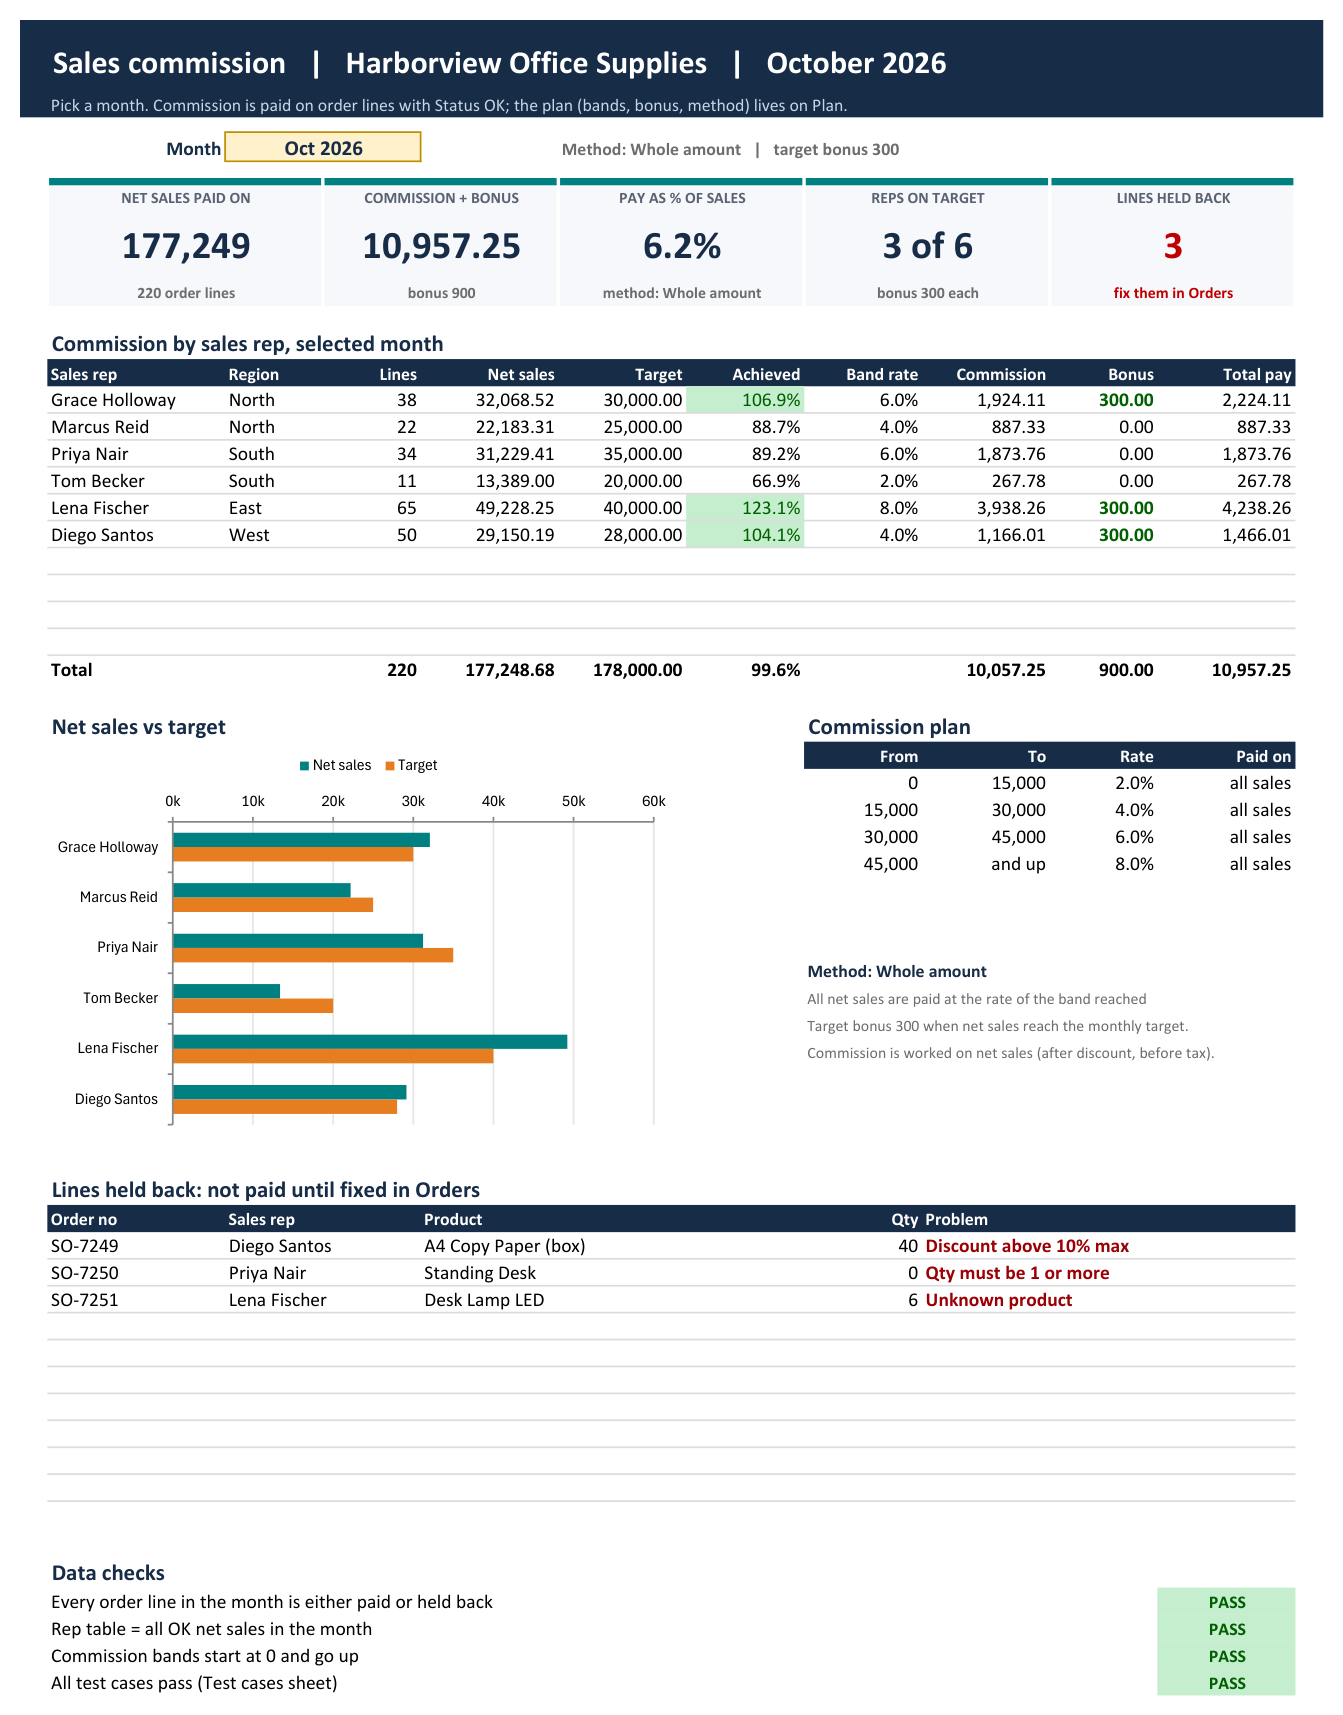 Sales commission | Harborview Office Supplies | October 2026
Pick a month. Commission is paid on order lines with Status OK; the plan (bands, bonus, method) lives on Plan.
Month Oct 2026 Method: Whole amount | target bonus 300
NET SALES PAID ON COMMISSION + BONUS PAY AS % OF SALES REPS ON TARGET LINES HELD BACK
177,249 10,957.25 6.2% 3 of 6 3
220 order lines bonus 900 method: Whole amount bonus 300 each fix them in Orders
Commission by sales rep, selected month
Sales rep Region Lines Net sales Target Achieved Band rate Commission Bonus Total pay
Grace Holloway North 38 32,068.52 30,000.00 106.9% 6.0% 1,924.11 300.00 2,224.11
Marcus Reid North 22 22,183.31 25,000.00 88.7% 4.0% 887.33 0.00 887.33
Priya Nair South 34 31,229.41 35,000.00 89.2% 6.0% 1,873.76 0.00 1,873.76
Tom Becker South 11 13,389.00 20,000.00 66.9% 2.0% 267.78 0.00 267.78
Lena Fischer East 65 49,228.25 40,000.00 123.1% 8.0% 3,938.26 300.00 4,238.26
Diego Santos West 50 29,150.19 28,000.00 104.1% 4.0% 1,166.01 300.00 1,466.01
Total 220 177,248.68 178,000.00 99.6% 10,057.25 900.00 10,957.25
Net sales vs target
Net sales Target
0k 10k 20k 30k 40k 50k 60k
Grace Holloway
Marcus Reid
Priya Nair
Tom Becker
Lena Fischer
Diego Santos
Commission plan
From To Rate Paid on
0 15,000 2.0% all sales
15,000 30,000 4.0% all sales
30,000 45,000 6.0% all sales
45,000 and up 8.0% all sales
Method: Whole amount
All net sales are paid at the rate of the band reached
Target bonus 300 when net sales reach the monthly target.
Commission is worked on net sales (after discount, before tax).
Lines held back: not paid until fixed in Orders
Order no Sales rep Product Qty Problem
SO-7249 Diego Santos A4 Copy Paper (box) 40 Discount above 10% max
SO-7250 Priya Nair Standing Desk 0 Qty must be 1 or more
SO-7251 Lena Fischer Desk Lamp LED 6 Unknown product
Data checks
Every order line in the month is either paid or held back PASS
Rep table = all OK net sales in the month PASS
Commission bands start at 0 and go up PASS
All test cases pass (Test cases sheet) PASS